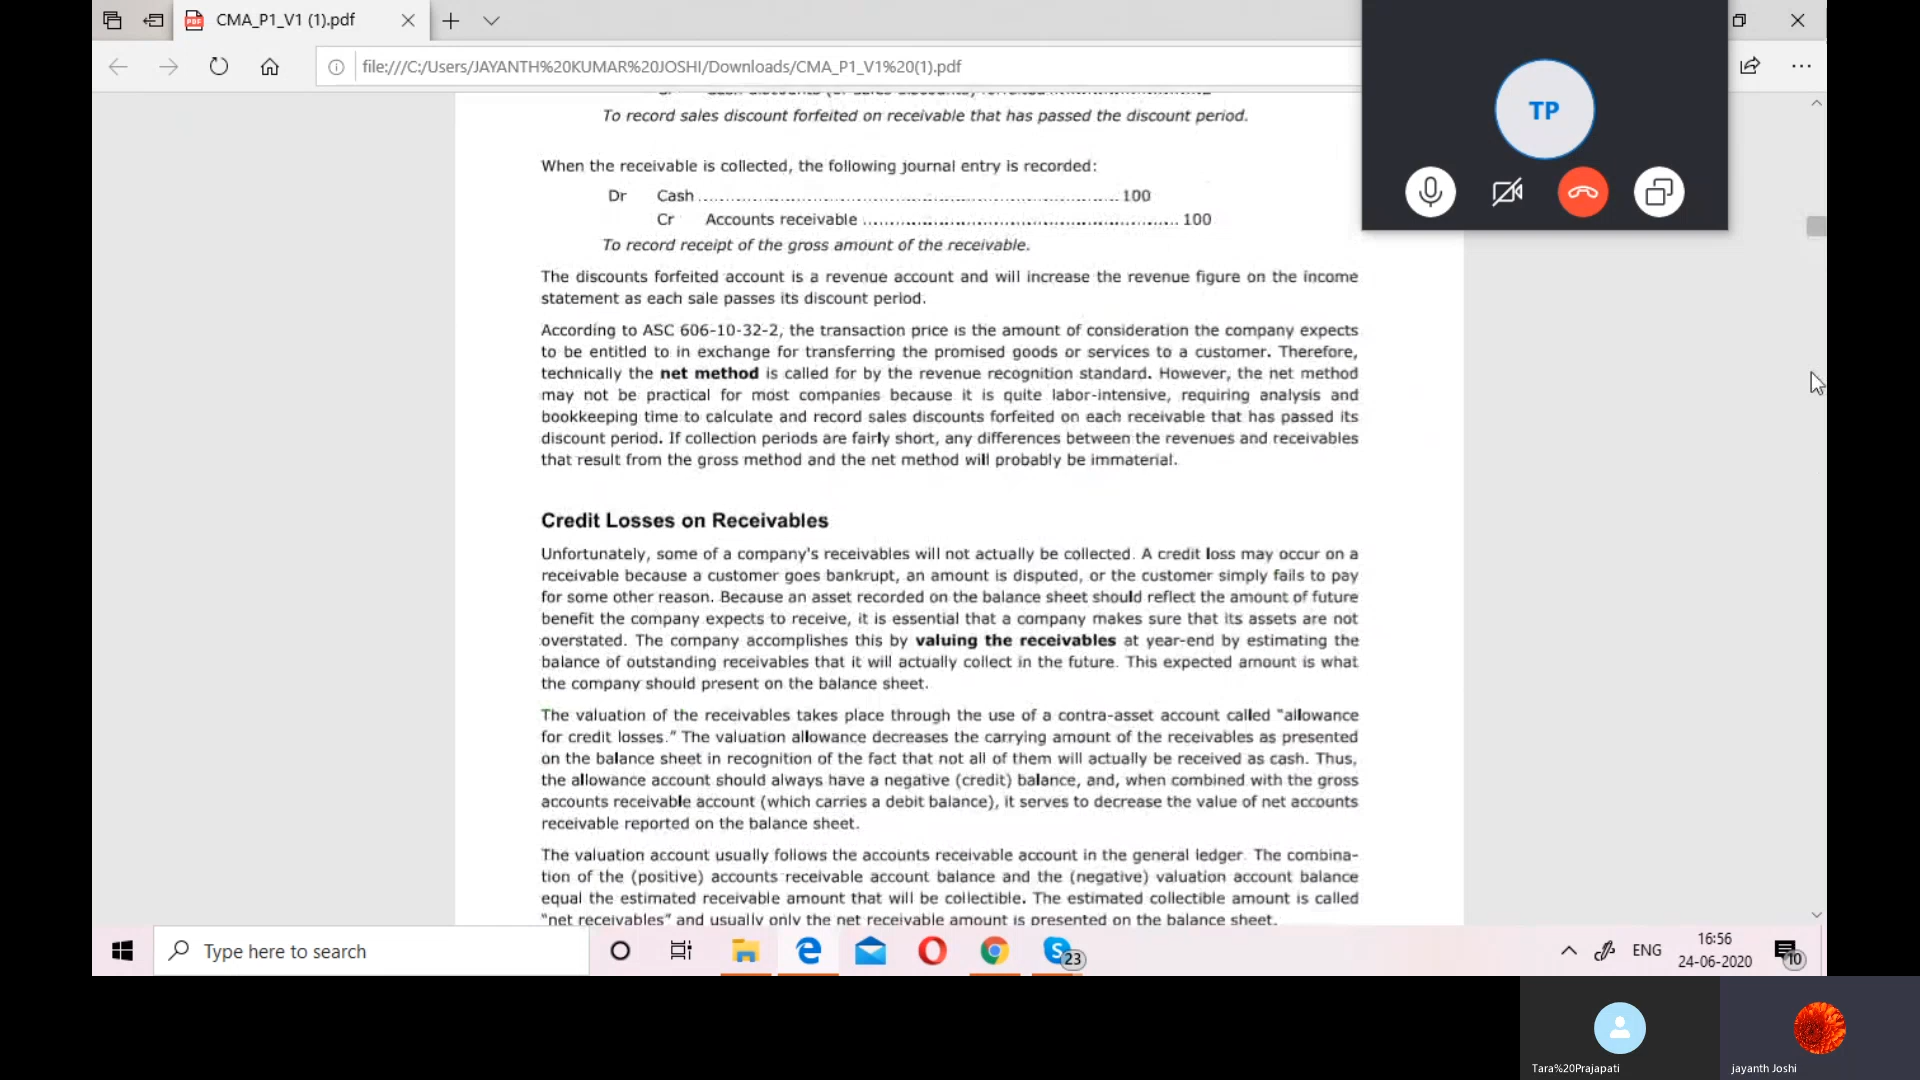 CMA_P1_V1 (1).pdf
file:///C:/Users/JAYANTH%20KUMAR%20JOSHI/Downloads/CMA_P1_V1%20(1).pdf
TP
To record sales discount forfeited on receivable that has passed the discount period.
When the receivable is collected, the following journal entry is recorded:
Dr Cash ........................................................................ 100
Cr Accounts receivable ...................................................... 100
To record receipt of the gross amount of the receivable.
The discounts forfeited account is a revenue account and will increase the revenue figure on the income
statement as each sale passes its discount period.
According to ASC 606-10-32-2, the transaction price is the amount of consideration the company expects
to be entitled to in exchange for transferring the promised goods or services to a customer. Therefore,
technically the net method is called for by the revenue recognition standard. However, the net method
may not be practical for most companies because it is quite labor-intensive, requiring analysis and
bookkeeping time to calculate and record sales discounts forfeited on each receivable that has passed its
discount period. If collection periods are fairly short, any differences between the revenues and receivables
that result from the gross method and the net method will probably be immaterial.
Credit Losses on Receivables
Unfortunately, some of a company's receivables will not actually be collected. A credit loss may occur on a
receivable because a customer goes bankrupt, an amount is disputed, or the customer simply fails to pay
for some other reason. Because an asset recorded on the balance sheet should reflect the amount of future
benefit the company expects to receive, it is essential that a company makes sure that its assets are not
overstated. The company accomplishes this by valuing the receivables at year-end by estimating the
balance of outstanding receivables that it will actually collect in the future. This expected amount is what
the company should present on the balance sheet.
The valuation of the receivables takes place through the use of a contra-asset account called "allowance
for credit losses." The valuation allowance decreases the carrying amount of the receivables as presented
on the balance sheet in recognition of the fact that not all of them will actually be received as cash. Thus,
the allowance account should always have a negative (credit) balance, and, when combined with the gross
accounts receivable account (which carries a debit balance), it serves to decrease the value of net accounts
receivable reported on the balance sheet.
The valuation account usually follows the accounts receivable account in the general ledger. The combina-
tion of the (positive) accounts receivable account balance and the (negative) valuation account balance
equal the estimated receivable amount that will be collectible. The estimated collectible amount is called
"net receivables" and usually only the net receivable amount is presented on the balance sheet.
Type here to search
23
ENG
16:56
24-06-2020
10
Tara%20Prajapati
jayanth Joshi